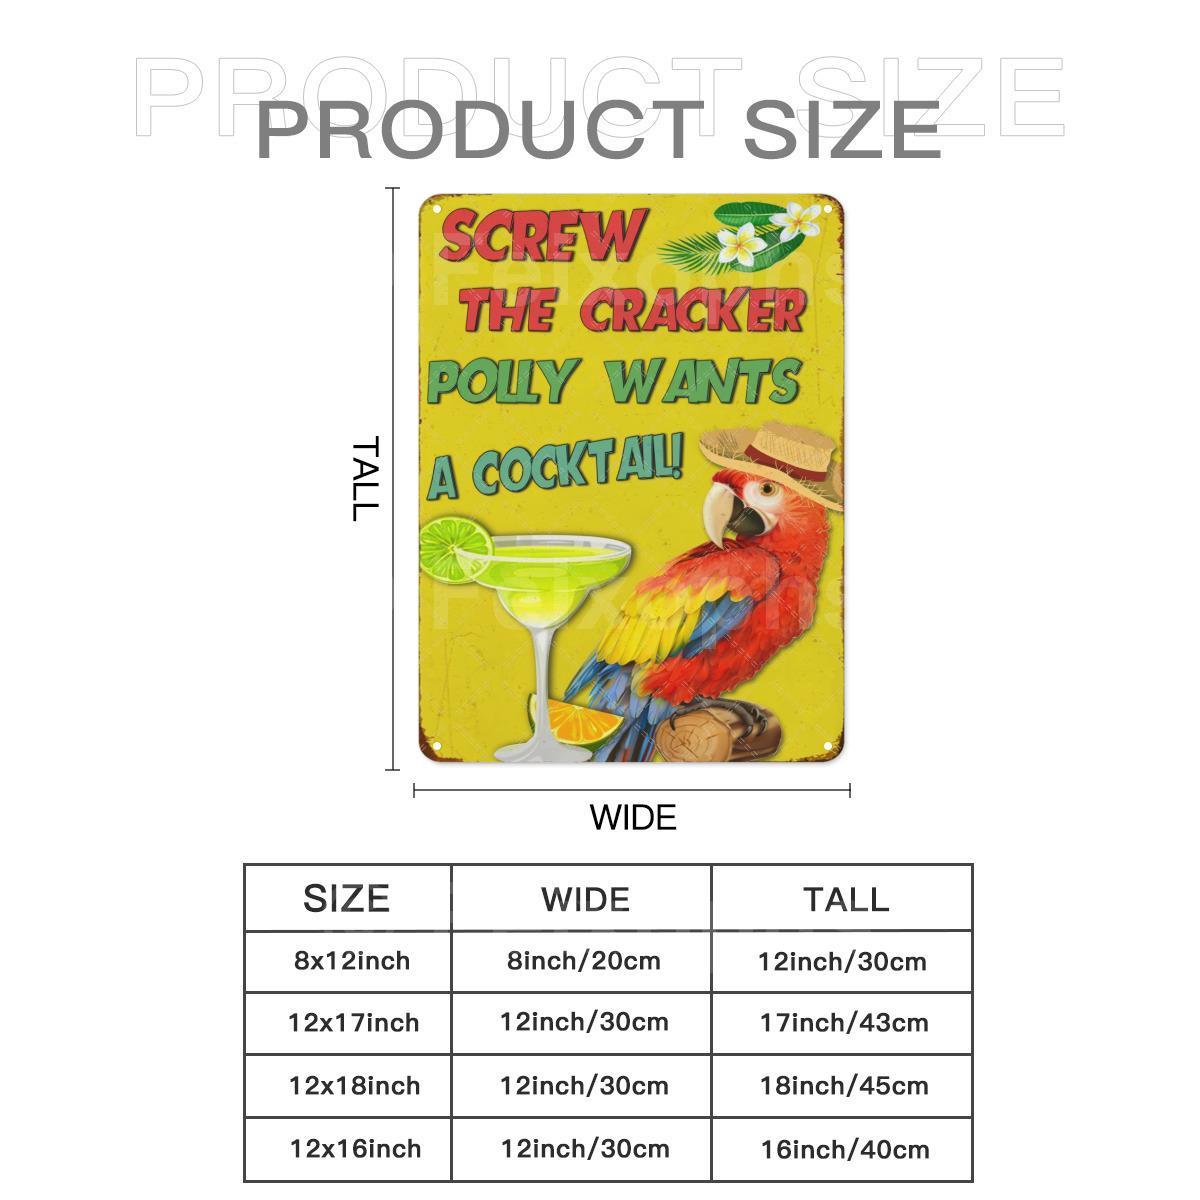 PRODUCT SIZE
PRODUCT SIZE
SCREW
THE CRACKER
POLLY WANTS
A COCKTAIL!
TALL
WIDE
SIZE WIDE TALL
8x12inch 8inch/20cm 12inch/30cm
12x17inch 12inch/30cm 17inch/43cm
12x18inch 12inch/30cm 18inch/45cm
12x16inch 12inch/30cm 16inch/40cm